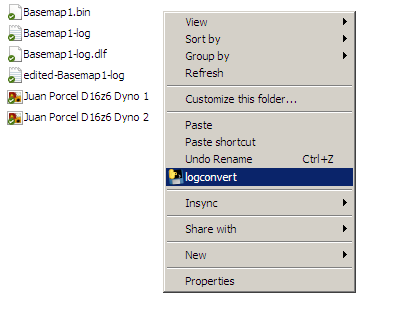 Basemap1.bin
Basemap1-log
Basemap1-log.dlf
edited-Basemap1-log
Juan Porcel D16z6 Dyno 1
Juan Porcel D16z6 Dyno 2
View
Sort by
Group by
Refresh
Customize this folder...
Paste
Paste shortcut
Undo Rename Ctrl+Z
logconvert
Insync
Share with
New
Properties